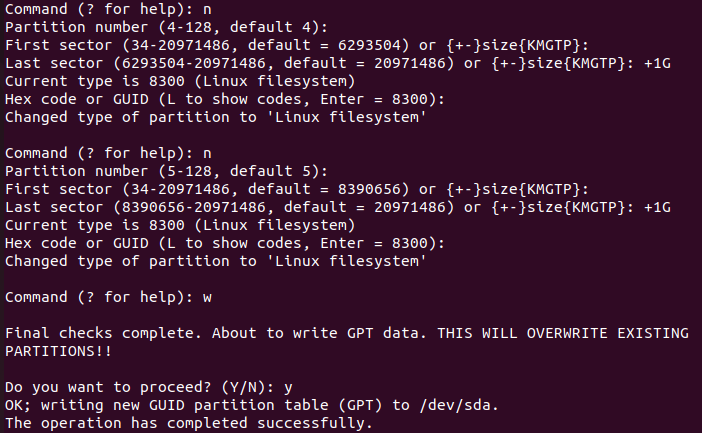 Command (? for help): n
Partition number (4-128, default 4):
First sector (34-20971486, default = 6293504) or {+-}size{KMGTP}:
Last sector (6293504-20971486, default = 20971486) or {+-}size{KMGTP}: +1G
Current type is 8300 (Linux filesystem)
Hex code or GUID (L to show codes, Enter = 8300):
Changed type of partition to 'Linux filesystem'

Command (? for help): n
Partition number (5-128, default 5):
First sector (34-20971486, default = 8390656) or {+-}size{KMGTP}:
Last sector (8390656-20971486, default = 20971486) or {+-}size{KMGTP}: +1G
Current type is 8300 (Linux filesystem)
Hex code or GUID (L to show codes, Enter = 8300):
Changed type of partition to 'Linux filesystem'

Command (? for help): w

Final checks complete. About to write GPT data. THIS WILL OVERWRITE EXISTING
PARTITIONS!!

Do you want to proceed? (Y/N): y
OK; writing new GUID partition table (GPT) to /dev/sda.
The operation has completed successfully.